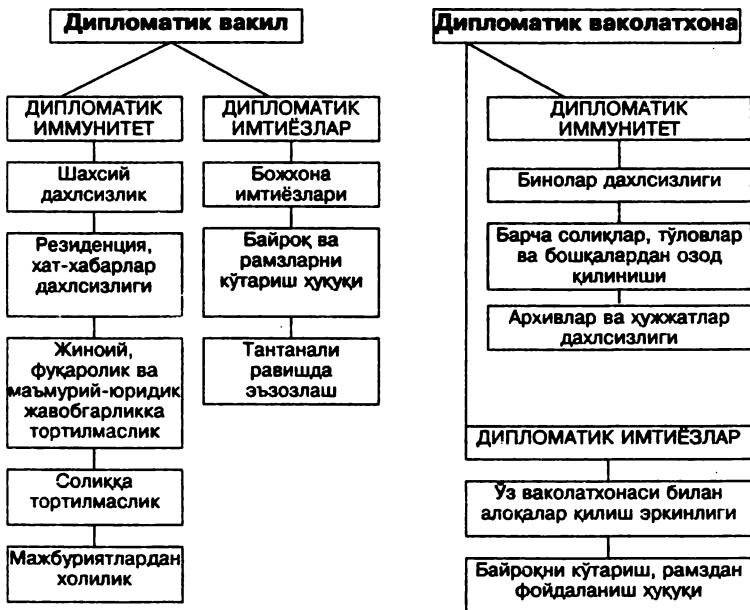 Дипломатик вакил
ДИПЛОМАТИК
ИММУНИТЕТ
Шахсий
дахлсизлик
Резиденция,
хат-хабарлар
дахлсизлиги
Жиноий,
фуқаролик ва
маъмурий-юридик
жавобгарликка
тортилмаслик
Солиққа
тортилмаслик
Мажбуриятлардан
холилик
ДИПЛОМАТИК
ИМТИЁЗЛАР
Божхона
имтиёзлари
Байроқ ва
рамзларни
кўтариш ҳуқуқи
Тантанали
равишда
эъзозлаш
Дипломатик ваколатхона
ДИПЛОМАТИК
ИММУНИТЕТ
Бинолар дахлсизлиги
Барча солиқлар, тўловлар
ва бошқалардан озод
қилиниши
Архивлар ва ҳужжатлар
дахлсизлиги
ДИПЛОМАТИК ИМТИЁЗЛАР
Ўз ваколатхонаси билан
алоқалар қилиш эркинлиги
Байроқни кўтариш, рамздан
фойдаланиш ҳуқуқи